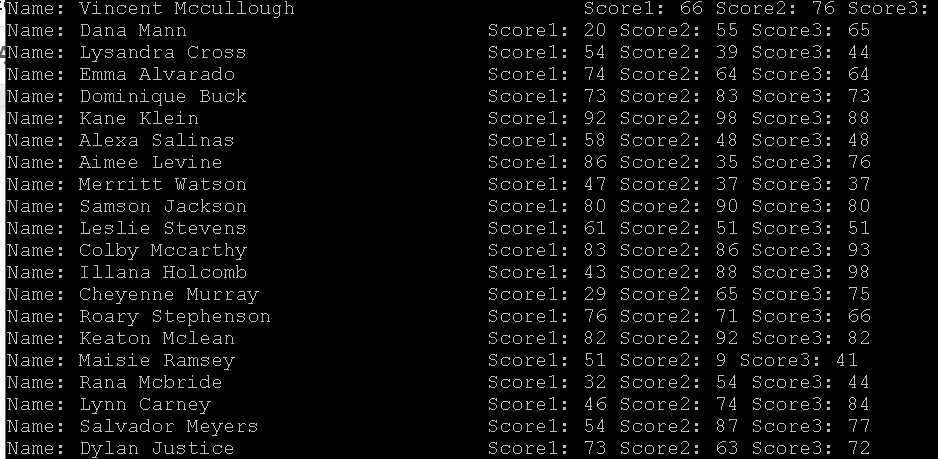 Name: Vincent Mccullough Score1: 66 Score2: 76 Score3:
Name: Dana Mann Score1: 20 Score2: 55 Score3: 65
Name: Lysandra Cross Score1: 54 Score2: 39 Score3: 44
Name: Emma Alvarado Score1: 74 Score2: 64 Score3: 64
Name: Dominique Buck Score1: 73 Score2: 83 Score3: 73
Name: Kane Klein Score1: 92 Score2: 98 Score3: 88
Name: Alexa Salinas Score1: 58 Score2: 48 Score3: 48
Name: Aimee Levine Score1: 86 Score2: 35 Score3: 76
Name: Merritt Watson Score1: 47 Score2: 37 Score3: 37
Name: Samson Jackson Score1: 80 Score2: 90 Score3: 80
Name: Leslie Stevens Score1: 61 Score2: 51 Score3: 51
Name: Colby Mccarthy Score1: 83 Score2: 86 Score3: 93
Name: Illana Holcomb Score1: 43 Score2: 88 Score3: 98
Name: Cheyenne Murray Score1: 29 Score2: 65 Score3: 75
Name: Roary Stephenson Score1: 76 Score2: 71 Score3: 66
Name: Keaton Mclean Score1: 82 Score2: 92 Score3: 82
Name: Maisie Ramsey Score1: 51 Score2: 9 Score3: 41
Name: Rana Mcbride Score1: 32 Score2: 54 Score3: 44
Name: Lynn Carney Score1: 46 Score2: 74 Score3: 84
Name: Salvador Meyers Score1: 54 Score2: 87 Score3: 77
Name: Dylan Justice Score1: 73 Score2: 63 Score3: 72